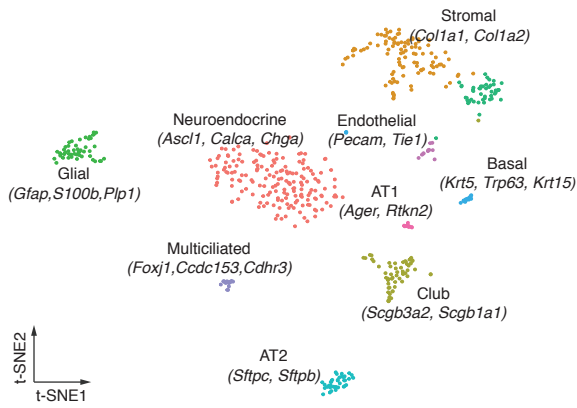 Stromal
(Col1a1, Col1a2)
Neuroendocrine
(Ascl1, Calca, Chga)
Endothelial
(Pecam, Tie1)
Glial
(Gfap,S100b,Plp1)
Basal
(Krt5, Trp63, Krt15)
AT1
(Ager, Rtkn2)
Multiciliated
(Foxj1,Ccdc153,Cdhr3)
Club
(Scgb3a2, Scgb1a1)
AT2
(Sftpc, Sftpb)
t-SNE2
t-SNE1